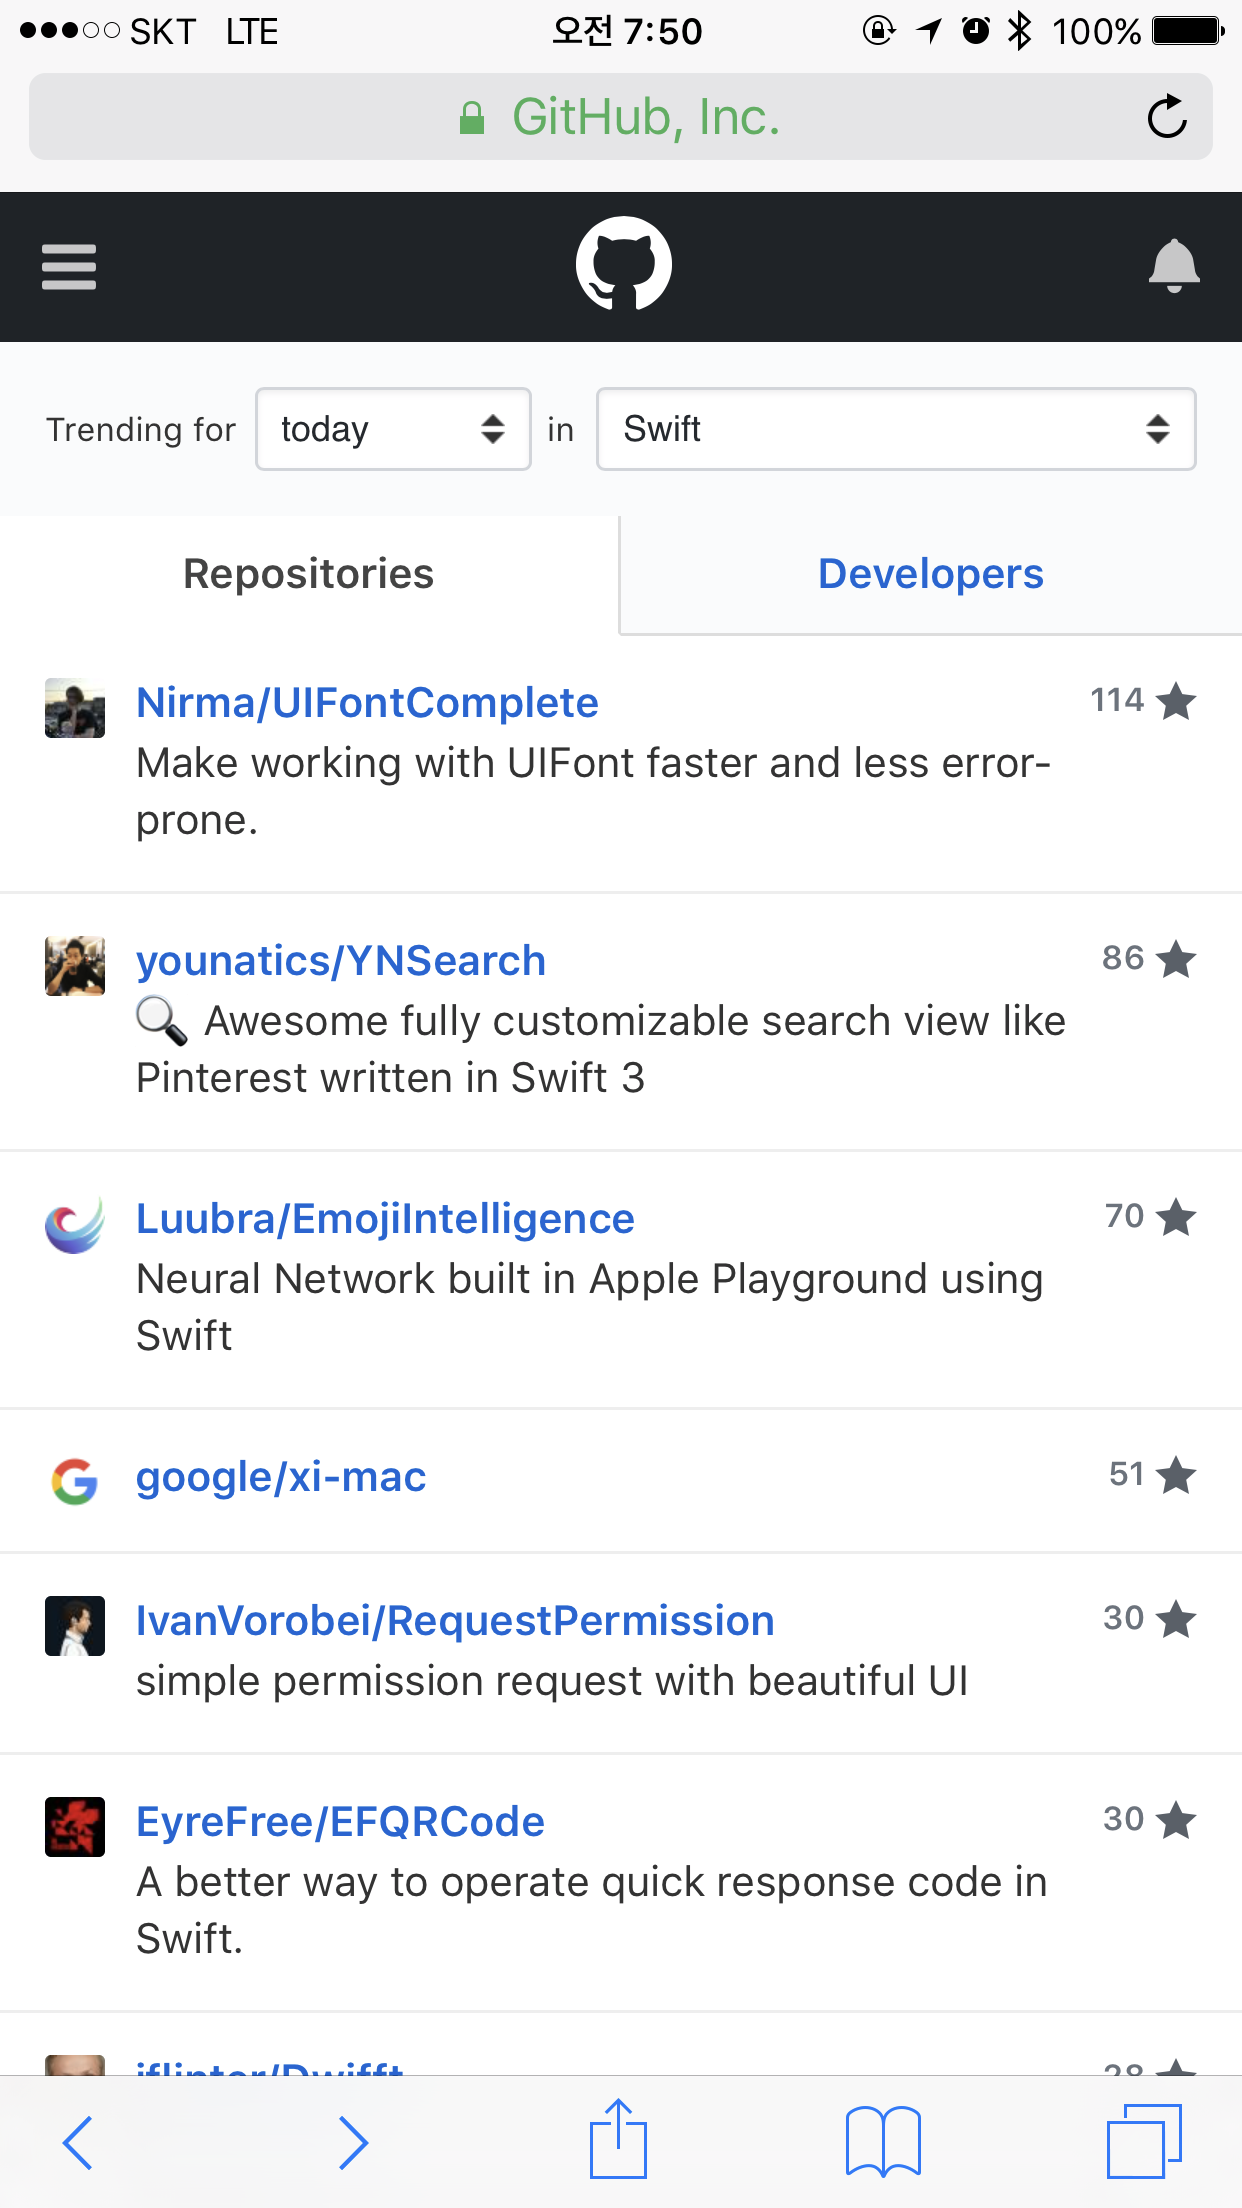 SKT LTE 오전 7:50 100%
GitHub, Inc.
Trending for today in Swift
Repositories Developers
Nirma/UIFontComplete 114
Make working with UIFont faster and less error-
prone.
younatics/YNSearch 86
🔍 Awesome fully customizable search view like
Pinterest written in Swift 3
Luubra/EmojiIntelligence 70
Neural Network built in Apple Playground using
Swift
google/xi-mac 51
IvanVorobei/RequestPermission 30
simple permission request with beautiful UI
EyreFree/EFQRCode 30
A better way to operate quick response code in
Swift.
jflinter/Dwifft 28